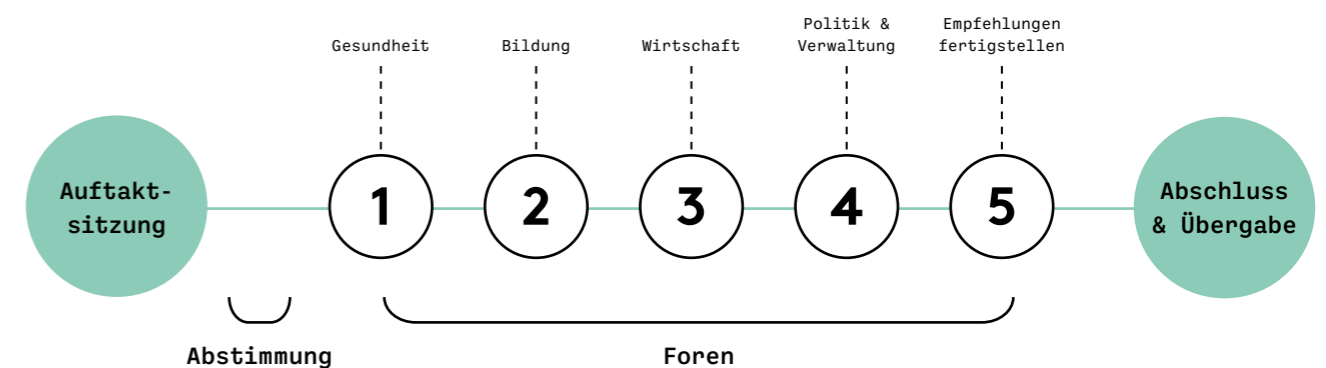 Gesundheit
Bildung
Wirtschaft
Politik &
Verwaltung
Empfehlungen
fertigstellen
Auftakt-
sitzung
1
2
3
4
5
Abschluss
& Übergabe
Abstimmung
Foren